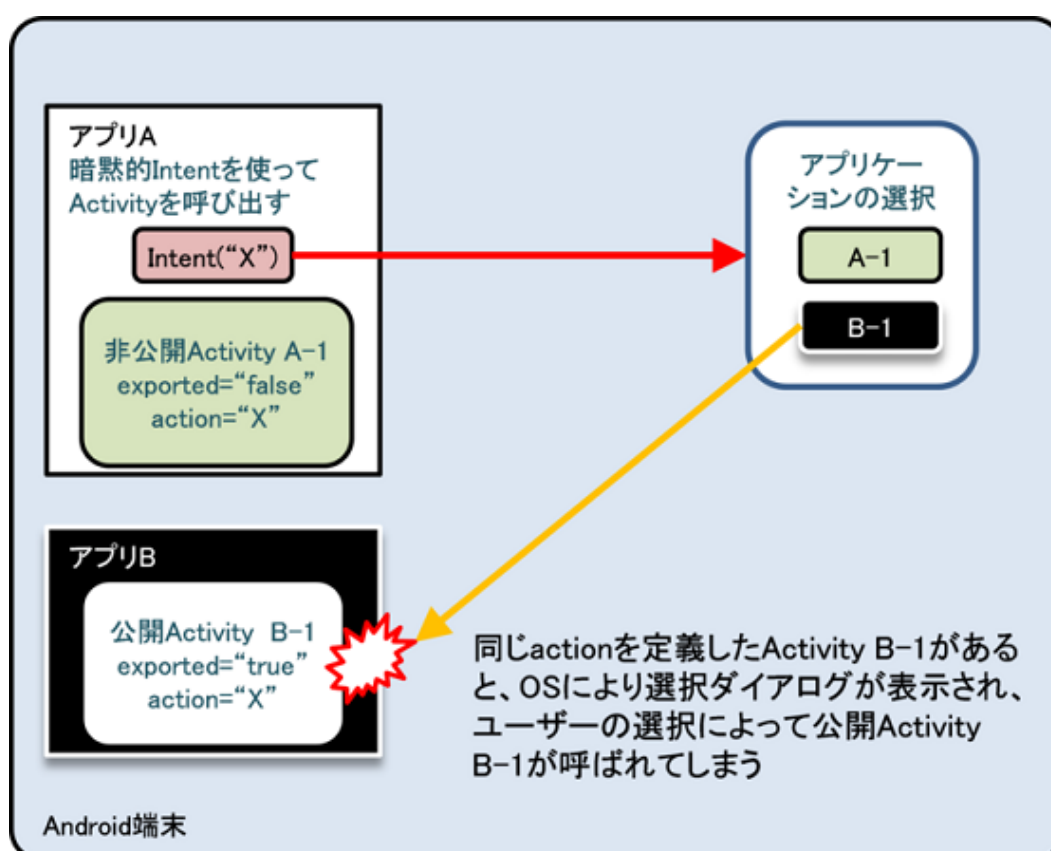 アプリA
暗黙的Intentを使って
Activityを呼び出す
Intent(“X”)
非公開Activity A-1
exported=“false”
action=“X”
アプリケー
ションの選択
A-1
B-1
アプリB
公開Activity B-1
exported=“true”
action=“X”
同じactionを定義したActivity B-1がある
と、OSにより選択ダイアログが表示され、
ユーザーの選択によって公開Activity
B-1が呼ばれてしまう
Android端末